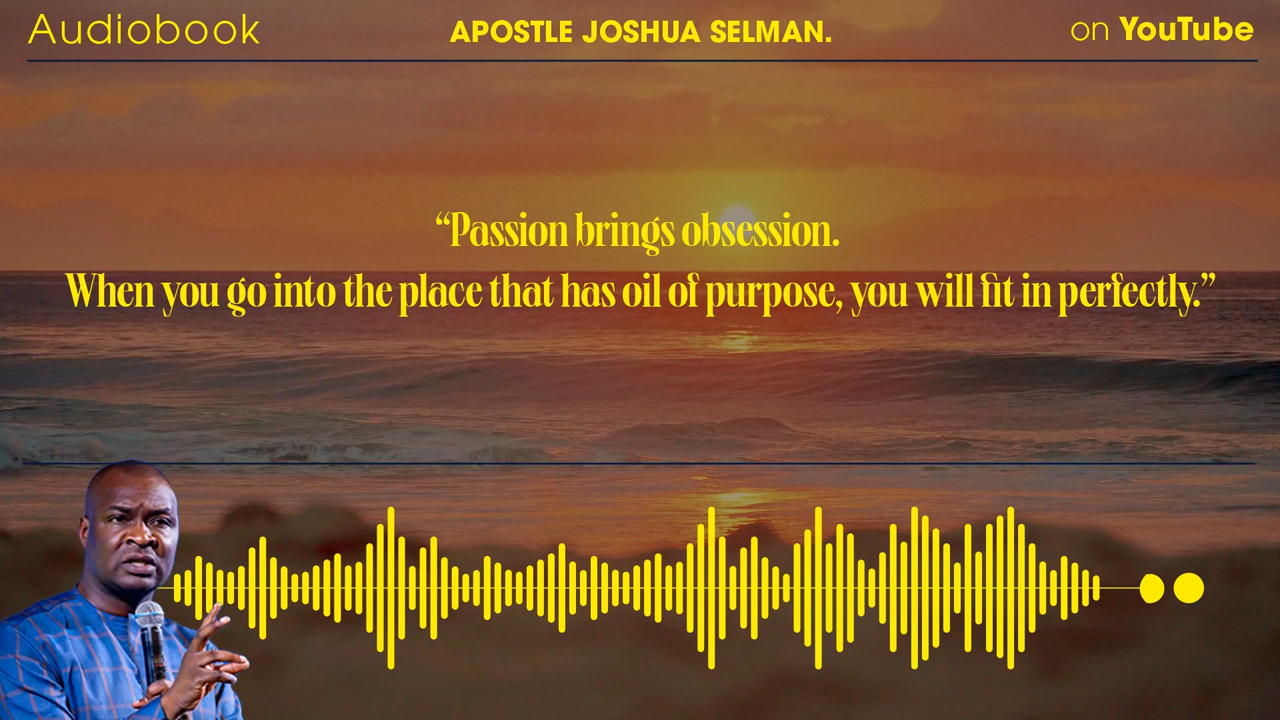 Audiobook
APOSTLE JOSHUA SELMAN.
on YouTube
“Passion brings obsession.
When you go into the place that has oil of purpose, you will fit in perfectly.”